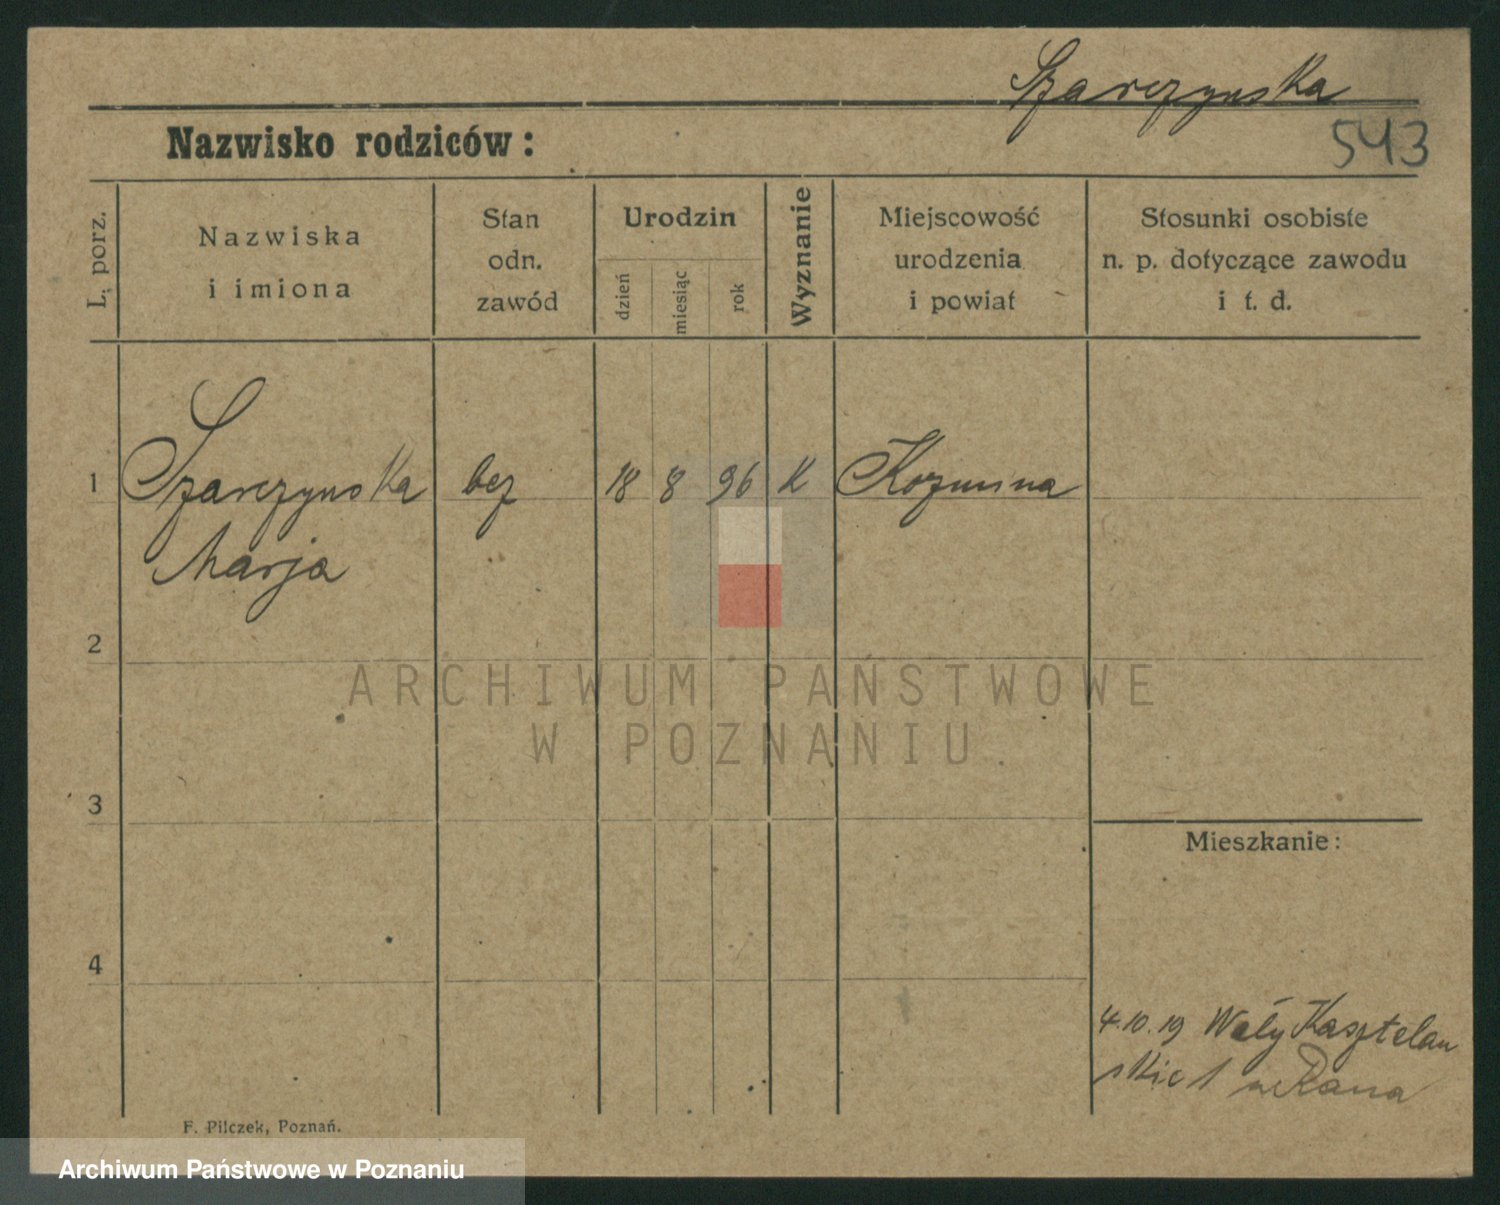 Szarczynska
543
Nazwisko rodziców:
L. porz.
Nazwiska
i imiona
Stan
odn.
zawód
Urodzin
dzień
miesiąc
rok
Wyznanie
Miejscowość
urodzenia
i powiat
Stosunki osobiste
n. p. dotyczące zawodu
i t. d.
1 Szarczynska bez 18 8 96 K Kozmina
Marja
2
ARCHIWUM PAŃSTWOWE
W POZNANIU
3
Mieszkanie:
4
4.10.19 Wały Kasztelan
skie 1
F. Pilczek, Poznań.
Archiwum Państwowe w Poznaniu